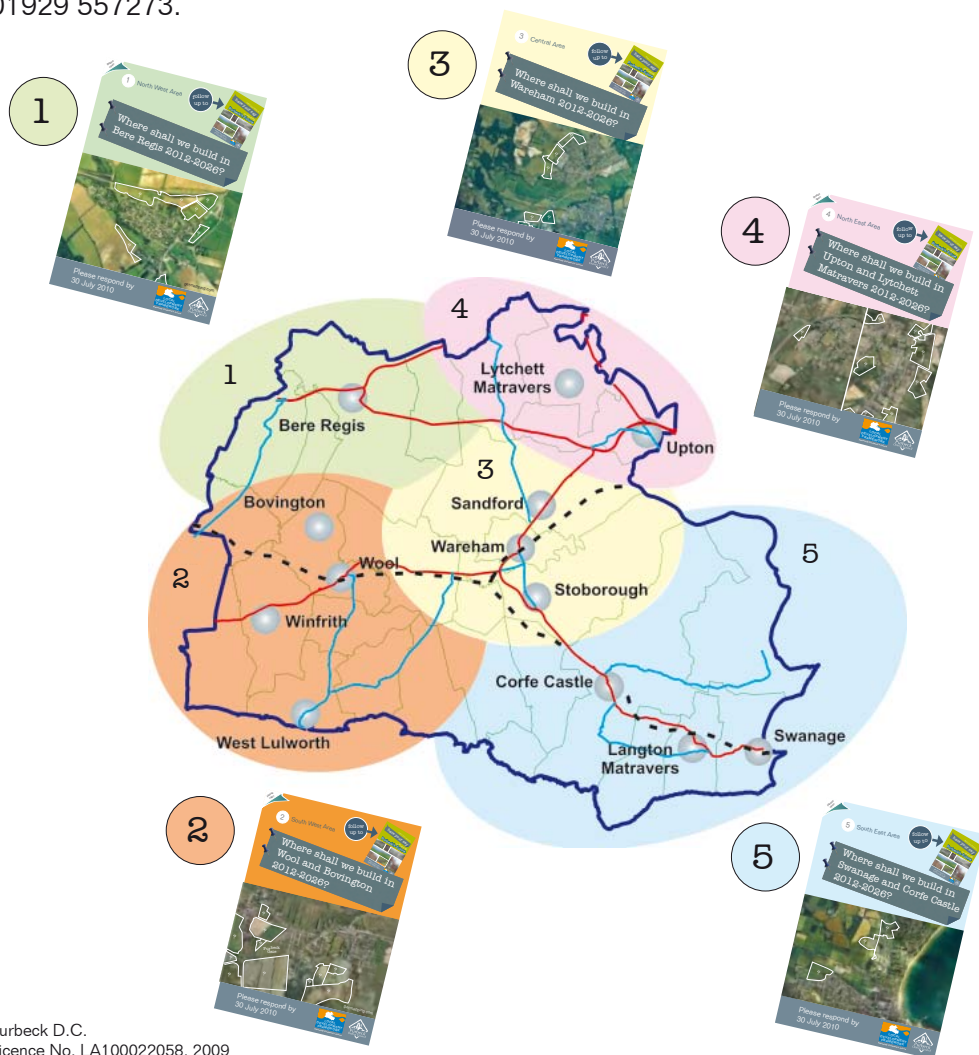 01929 557273.
3
3 Central Area
follow
up to
Where shall we build in
Wareham 2012-2026?
Please respond by
30 July 2010
1
1 North West Area
follow
up to
Where shall we build in
Bere Regis 2012-2026?
Please respond by
30 July 2010
4
4 North East Area
follow
up to
Where shall we build in
Upton and Lytchett
Matravers 2012-2026?
Please respond by
30 July 2010
4
1
Lytchett
Matravers
Bere Regis
Upton
3
Bovington
Sandford
Wareham
5
Wool
2
Stoborough
Winfrith
Corfe Castle
Swanage
West Lulworth
Langton
Matravers
2
2 South West Area
follow
up to
Where shall we build in
Wool and Bovington
2012-2026?
Please respond by
30 July 2010
5
5 South East Area
follow
up to
Where shall we build in
Swanage and Corfe Castle
2012-2026?
Please respond by
30 July 2010
urbeck D.C.
icence No. LA100022058, 2009